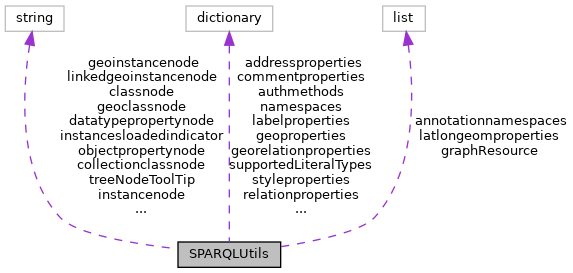 string
dictionary
list
geoinstancenode
linkedgeoinstancenode
classnode
geoclassnode
datatypepropertynode
instancesloadedindicator
objectpropertynode
collectionclassnode
treeNodeToolTip
instancenode
...
addressproperties
commentproperties
authmethods
namespaces
labelproperties
geoproperties
georelationproperties
supportedLiteralTypes
styleproperties
relationproperties
...
annotationnamespaces
latlongeomproperties
graphResource
SPARQLUtils